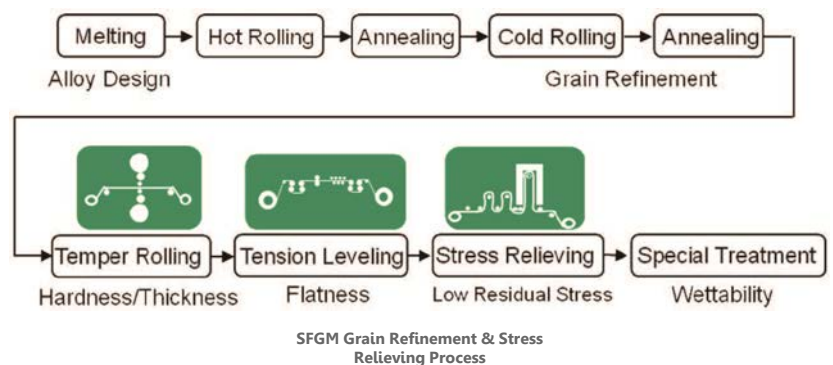 Melting Hot Rolling Annealing Cold Rolling Annealing
Alloy Design Grain Refinement
Temper Rolling Tension Leveling Stress Relieving Special Treatment
Hardness/Thickness Flatness Low Residual Stress Wettability
SFGM Grain Refinement & Stress
Relieving Process